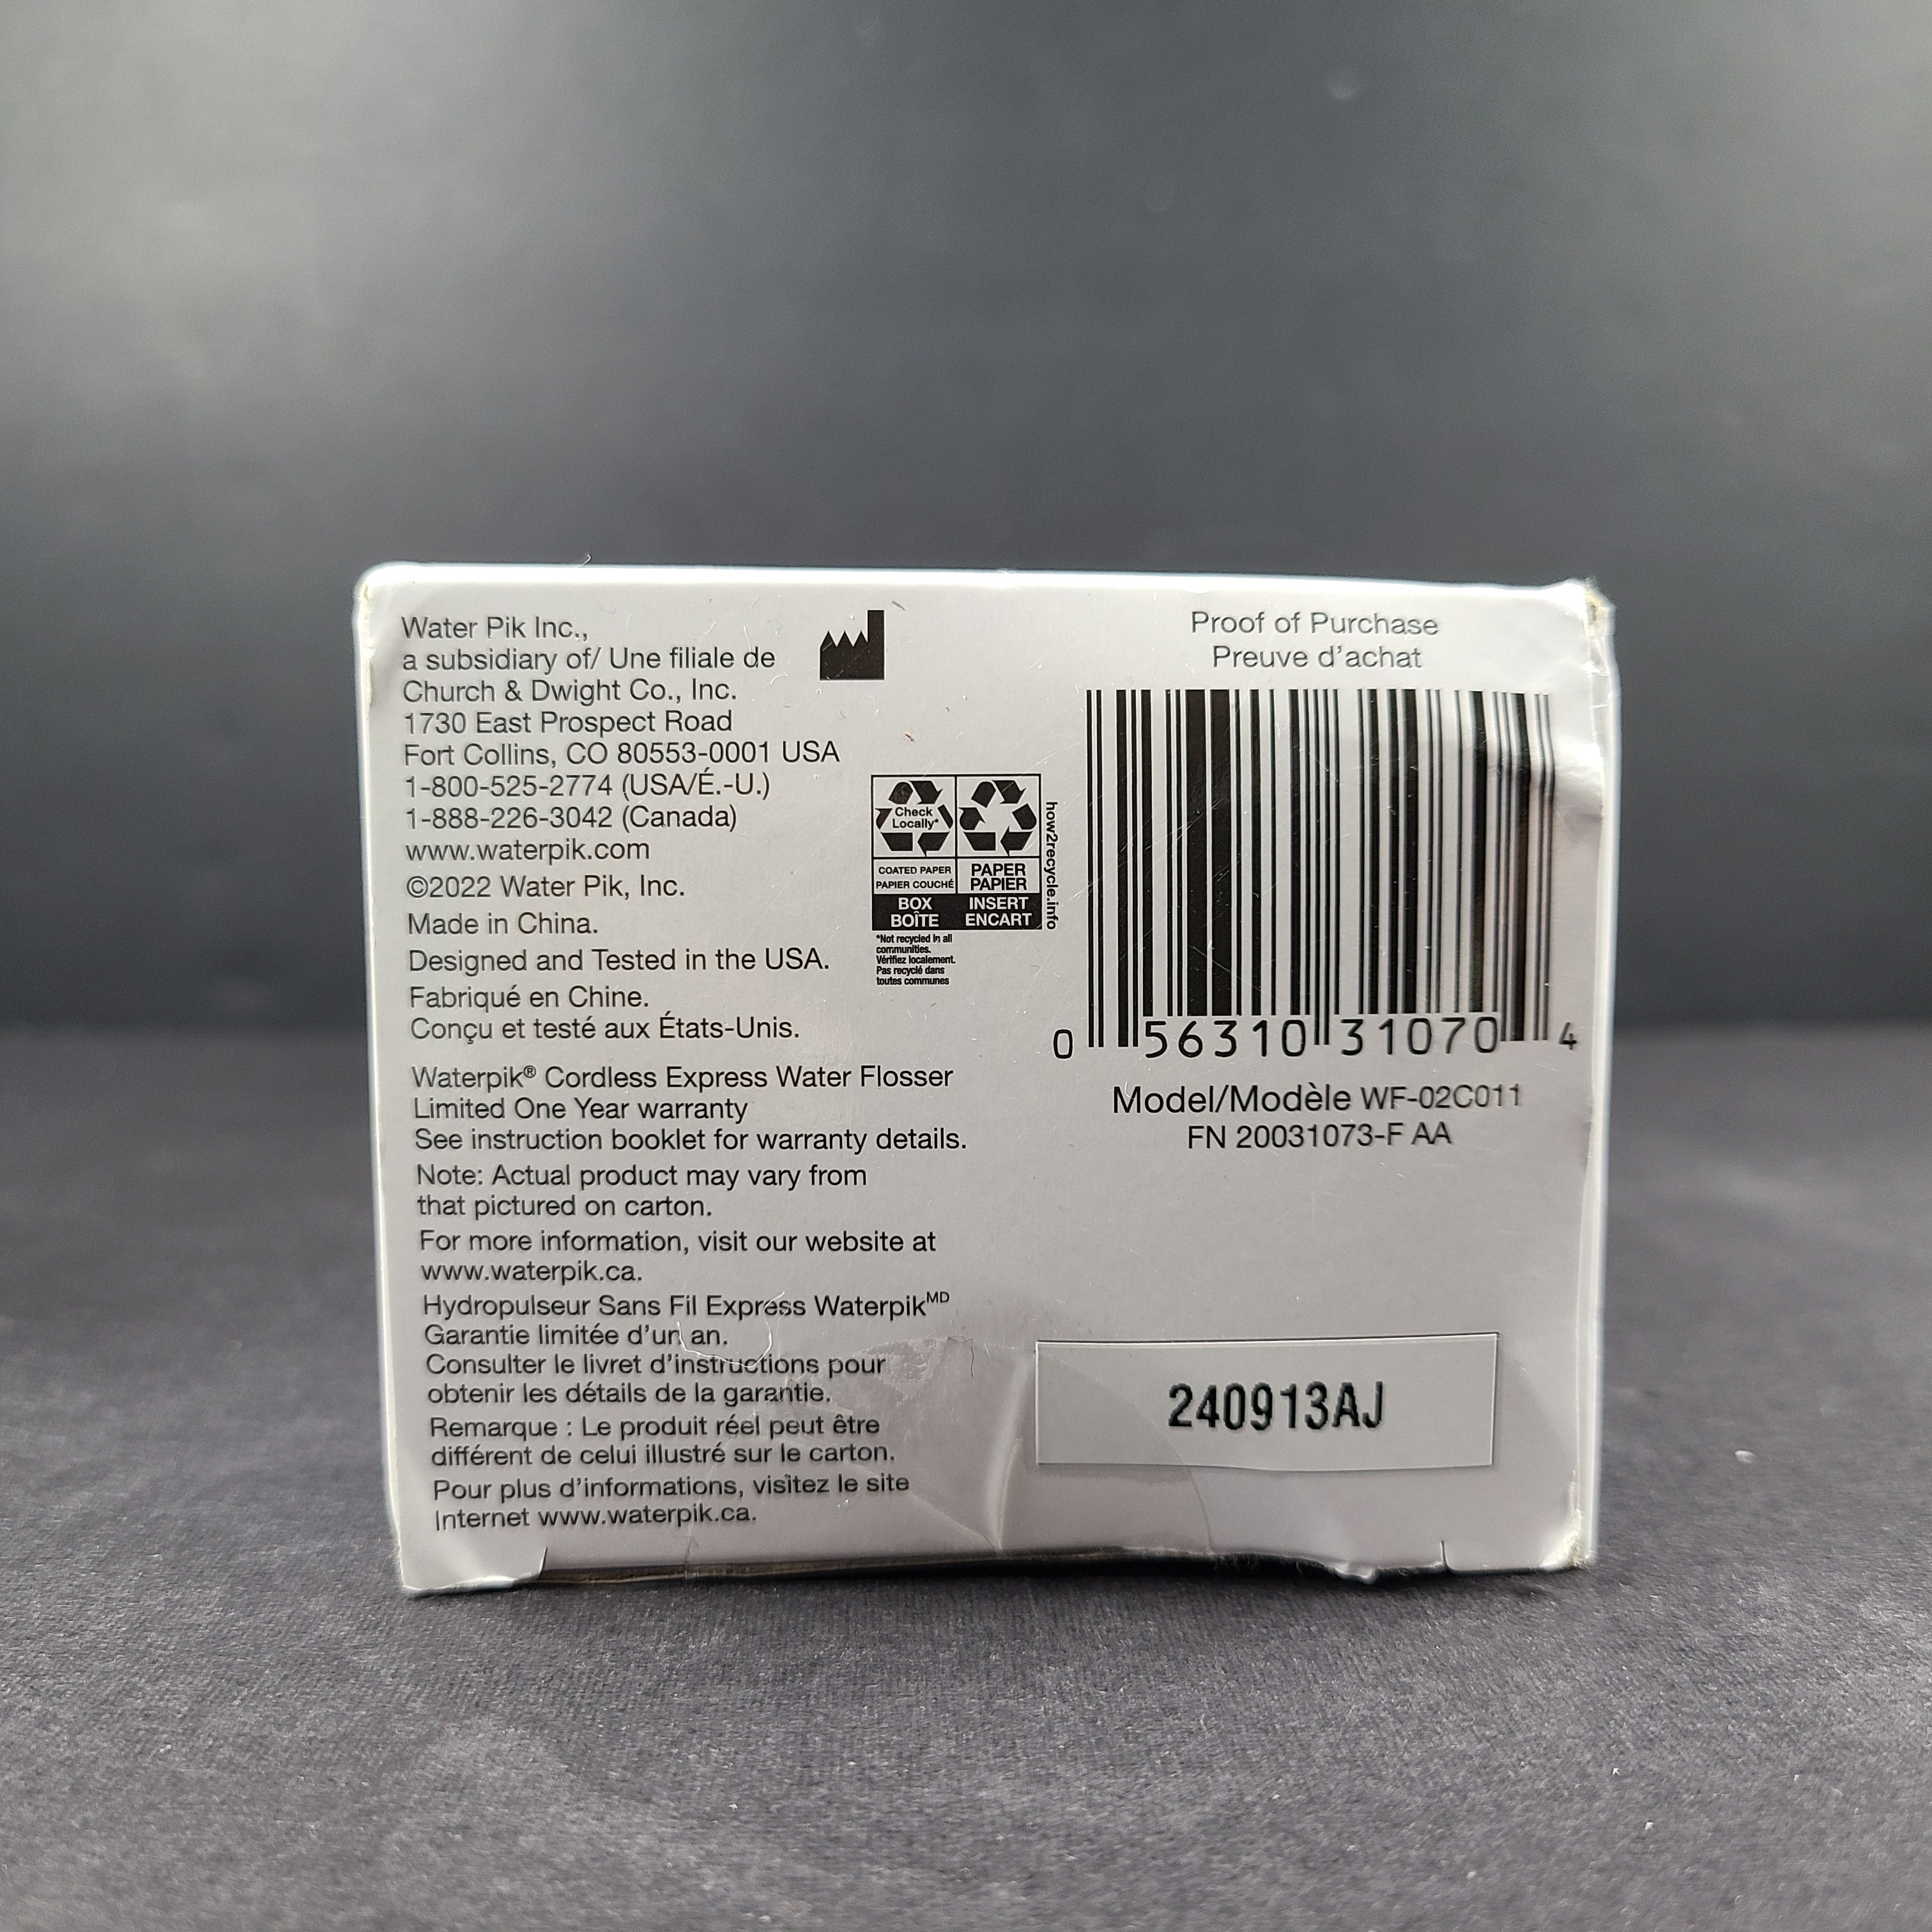 Water Pik Inc.,
a subsidiary of/ Une filiale de
Church & Dwight Co., Inc.
1730 East Prospect Road
Fort Collins, CO 80553-0001 USA
1-800-525-2774 (USA/É.-U.)
1-888-226-3042 (Canada)
www.waterpik.com
©2022 Water Pik, Inc.
Made in China.
Designed and Tested in the USA.
Fabriqué en Chine.
Conçu et testé aux États-Unis.
Waterpik® Cordless Express Water Flosser
Limited One Year warranty
See instruction booklet for warranty details.
Note: Actual product may vary from
that pictured on carton.
For more information, visit our website at
www.waterpik.ca.
Hydropulseur Sans Fil Express Waterpik^MD
Garantie limitée d'un an.
Consulter le livret d'instructions pour
obtenir les détails de la garantie.
Remarque : Le produit réel peut être
différent de celui illustré sur le carton.
Pour plus d'informations, visitez le site
Internet www.waterpik.ca.
Check
Locally*
COATED PAPER
PAPIER COUCHÉ
BOX
BOÎTE
PAPER
PAPIER
INSERT
ENCART
how2recycle.info
*Not recycled in all
communities.
Vérifiez localement.
Pas recyclé dans
toutes communes
Proof of Purchase
Preuve d'achat
0 56310 31070 4
Model/Modèle WF-02C011
FN 20031073-F AA
240913AJ